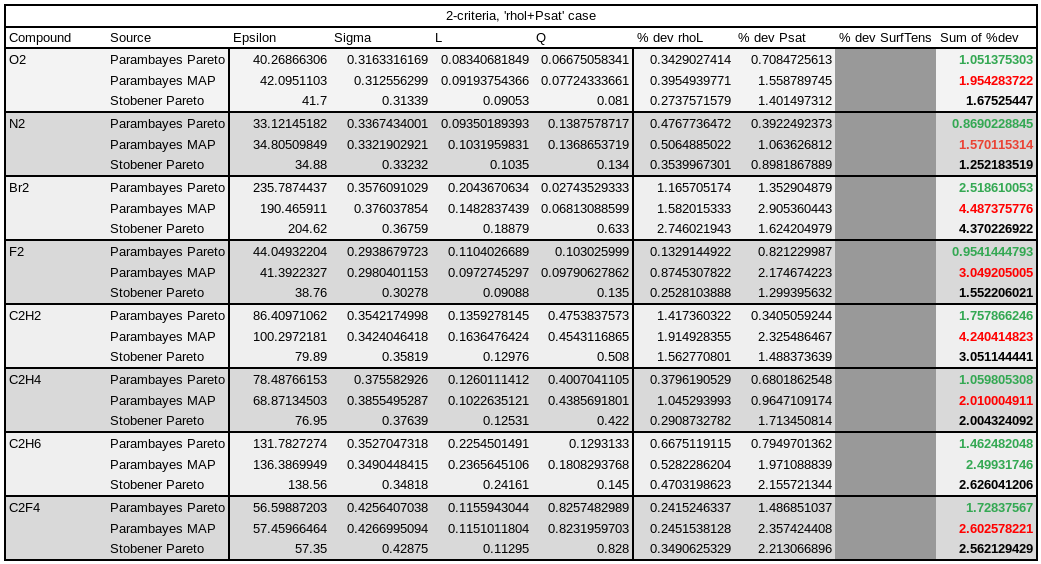 2-criteria, 'rhol+Psat' case
Compound Source Epsilon Sigma L Q % dev rhoL % dev Psat % dev SurfTens Sum of %dev
O2 Parambayes Pareto 40.26866306 0.3163316169 0.08340681849 0.06675058341 0.3429027414 0.7084725613 1.051375303
Parambayes MAP 42.0951103 0.312556299 0.09193754366 0.07724333661 0.3954939771 1.558789745 1.954283722
Stobener Pareto 41.7 0.31339 0.09053 0.081 0.2737571579 1.401497312 1.67525447
N2 Parambayes Pareto 33.12145182 0.3367434001 0.09350189393 0.1387578717 0.4767736472 0.3922492373 0.8690228845
Parambayes MAP 34.80509849 0.3321902921 0.1031959831 0.1368653719 0.5064885022 1.063626812 1.570115314
Stobener Pareto 34.88 0.33232 0.1035 0.134 0.3539967301 0.8981867889 1.252183519
Br2 Parambayes Pareto 235.7874437 0.3576091029 0.2043670634 0.02743529333 1.165705174 1.352904879 2.518610053
Parambayes MAP 190.465911 0.376037854 0.1482837439 0.06813088599 1.582015333 2.905360443 4.487375776
Stobener Pareto 204.62 0.36759 0.18879 0.633 2.746021943 1.624204979 4.370226922
F2 Parambayes Pareto 44.04932204 0.2938679723 0.1104026689 0.103025999 0.1329144922 0.821229987 0.9541444793
Parambayes MAP 41.3922327 0.2980401153 0.0972745297 0.09790627862 0.8745307822 2.174674223 3.049205005
Stobener Pareto 38.76 0.30278 0.09088 0.135 0.2528103888 1.299395632 1.552206021
C2H2 Parambayes Pareto 86.40971062 0.3542174998 0.1359278145 0.4753837573 1.417360322 0.3405059244 1.757866246
Parambayes MAP 100.2972181 0.3424046418 0.1636476424 0.4543116865 1.914928355 2.325486467 4.240414823
Stobener Pareto 79.89 0.35819 0.12976 0.508 1.562770801 1.488373639 3.051144441
C2H4 Parambayes Pareto 78.48766153 0.375582926 0.1260111412 0.4007041105 0.3796190529 0.6801862548 1.059805308
Parambayes MAP 68.87134503 0.3855495287 0.1022635121 0.4385691801 1.045293993 0.9647109174 2.010004911
Stobener Pareto 76.95 0.37639 0.12531 0.422 0.2908732782 1.713450814 2.004324092
C2H6 Parambayes Pareto 131.7827274 0.3527047318 0.2254501491 0.1293133 0.6675119115 0.7949701362 1.462482048
Parambayes MAP 136.3869949 0.3490448415 0.2365645106 0.1808293768 0.5282286204 1.971088839 2.49931746
Stobener Pareto 138.56 0.34818 0.24161 0.145 0.4703198623 2.155721344 2.626041206
C2F4 Parambayes Pareto 56.59887203 0.4256407038 0.1155943044 0.8257482989 0.2415246337 1.486851037 1.72837567
Parambayes MAP 57.45966464 0.4266995094 0.1151011804 0.8231959703 0.2451538128 2.357424408 2.602578221
Stobener Pareto 57.35 0.42875 0.11295 0.828 0.3490625329 2.213066896 2.562129429